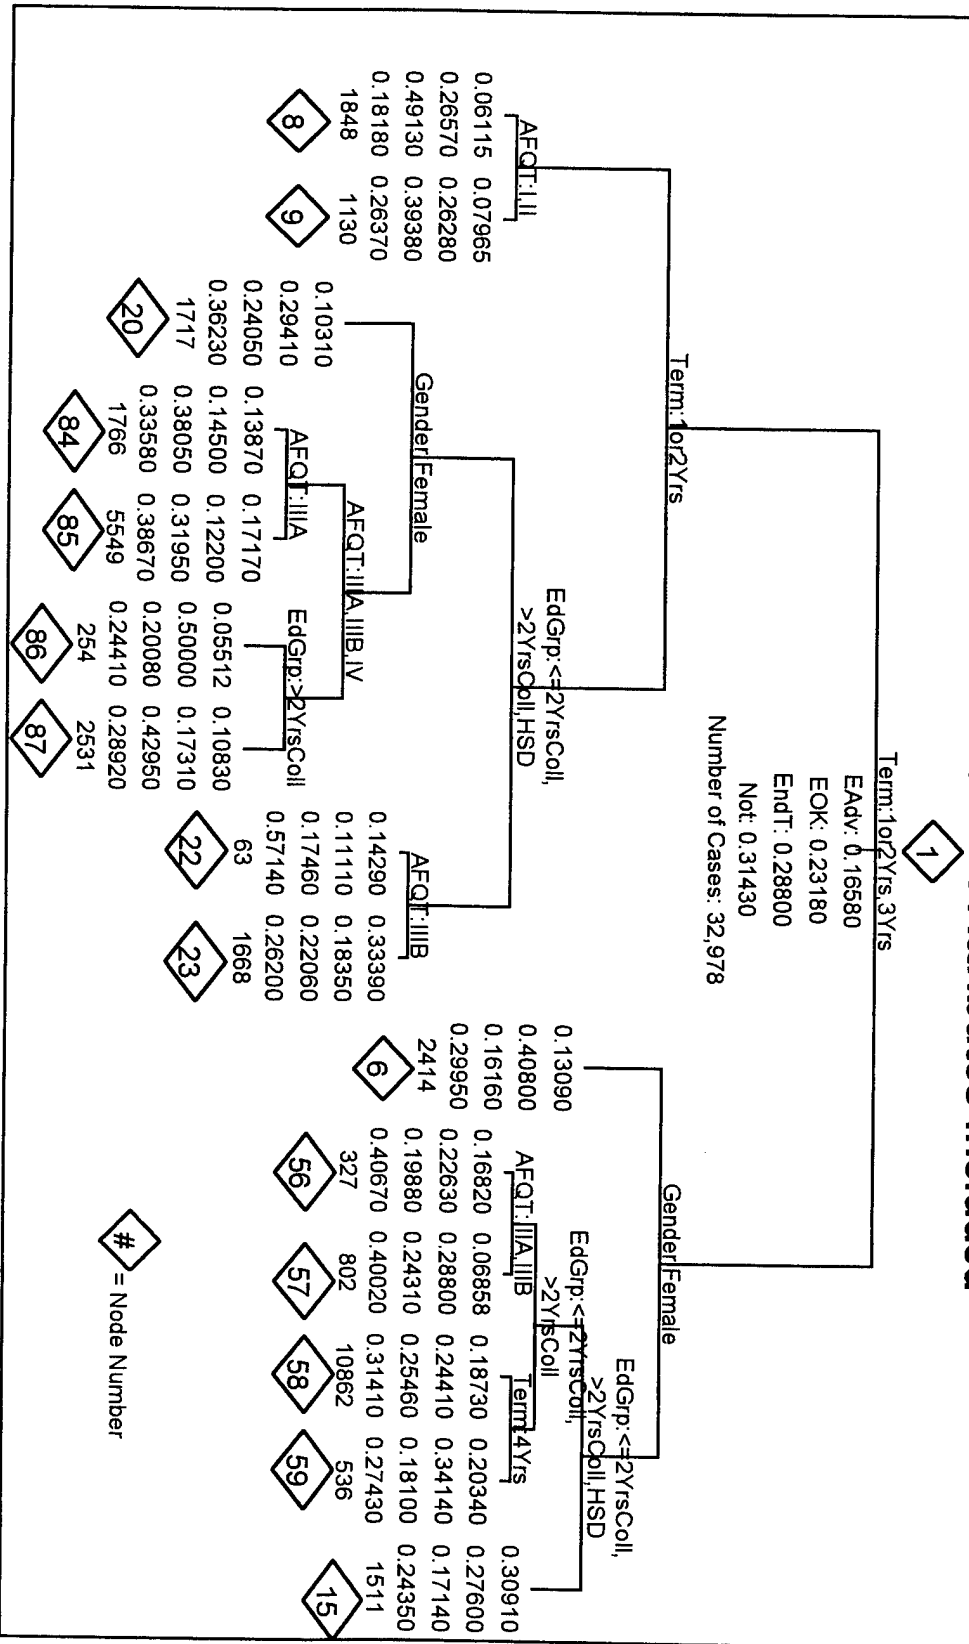 1
Term:1or2Yrs,3Yrs
EAdv: 0.16580
EOK: 0.23180
EndT: 0.28800
Not: 0.31430
Number of Cases: 32,978
Term:1or2Yrs
Gender:Female
AFQT:I,II
0.06115 0.07965
0.26570 0.26280
0.49130 0.39380
0.18180 0.26370
1848 1130
8 9
EdGrp:<=2YrsColl,
>2YrsColl,HSD
Gender:Female
0.10310
0.29410
0.24050
0.36230
1717
20
AFQT:IIIA,IIIB,IV
AFQT:IIIA
0.13870 0.17170
0.14500 0.12200
0.38050 0.31950
0.33580 0.38670
1766 5549
84 85
EdGrp:>2YrsColl
0.05512 0.10830
0.50000 0.17310
0.20080 0.42950
0.24410 0.28920
254 2531
86 87
AFQT:IIIB
0.14290 0.33390
0.11110 0.18350
0.17460 0.22060
0.57140 0.26200
63 1668
22 23
0.13090
0.40800
0.16160
0.29950
2414
6
EdGrp:<=2YrsColl,
>2YrsColl,HSD
EdGrp:<=2YrsColl,
>2YrsColl
AFQT:IIIA,IIIB
0.16820 0.06858
0.22630 0.28800
0.19880 0.24310
0.40670 0.40020
327 802
56 57
Term:4Yrs
0.18730 0.20340
0.24410 0.34140
0.25460 0.18100
0.31410 0.27430
10862 536
58 59
0.30910
0.27600
0.17140
0.24350
1511
15
# = Node Number